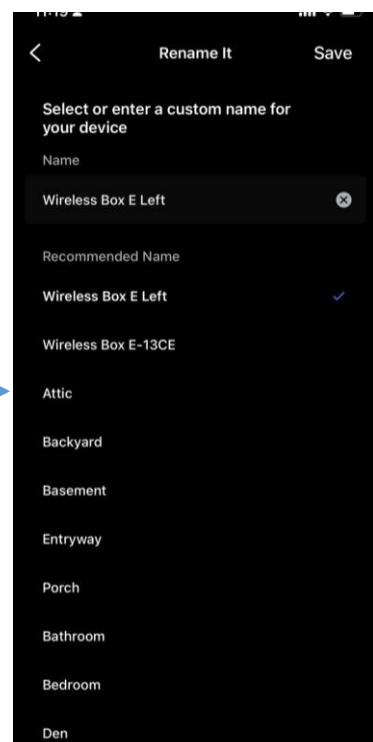 Rename It
Save
Select or enter a custom name for
your device
Name
Wireless Box E Left
Recommended Name
Wireless Box E Left
Wireless Box E-13CE
Attic
Backyard
Basement
Entryway
Porch
Bathroom
Bedroom
Den